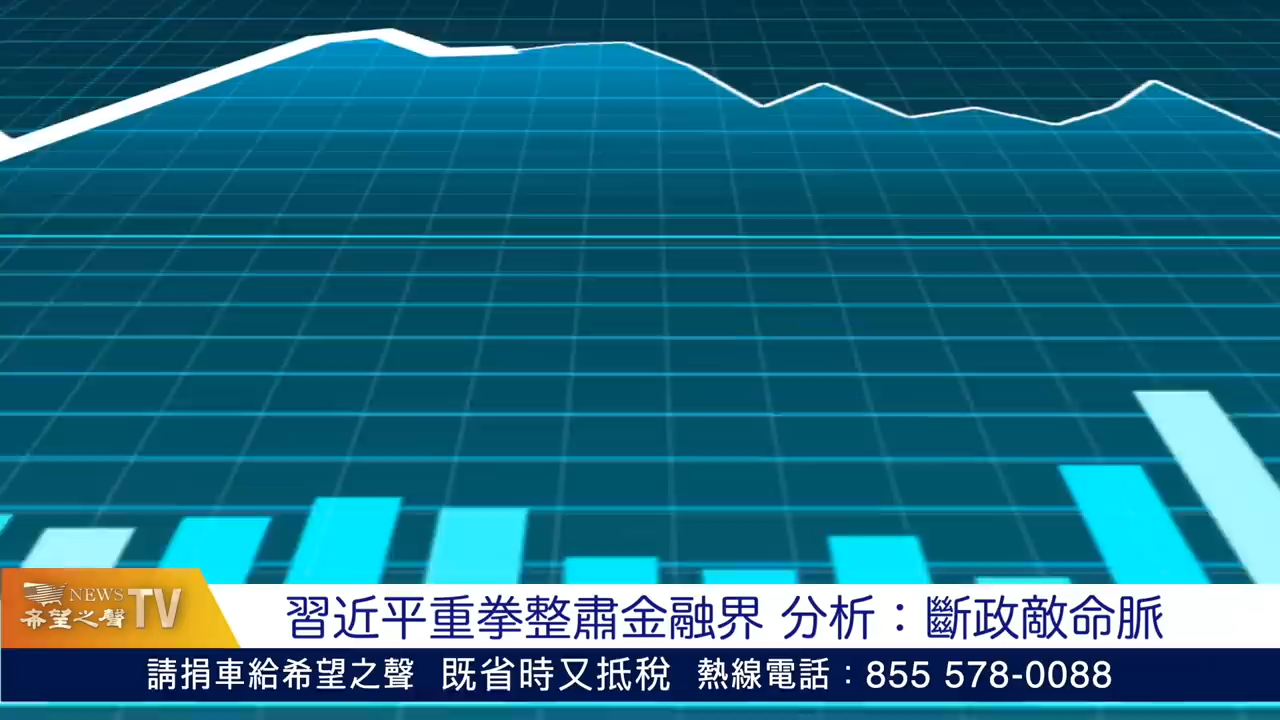 NEWS
希望之聲 TV
習近平重拳整肅金融界 分析：斷政敵命脈
請捐車給希望之聲 既省時又抵稅 熱線電話：855 578-0088